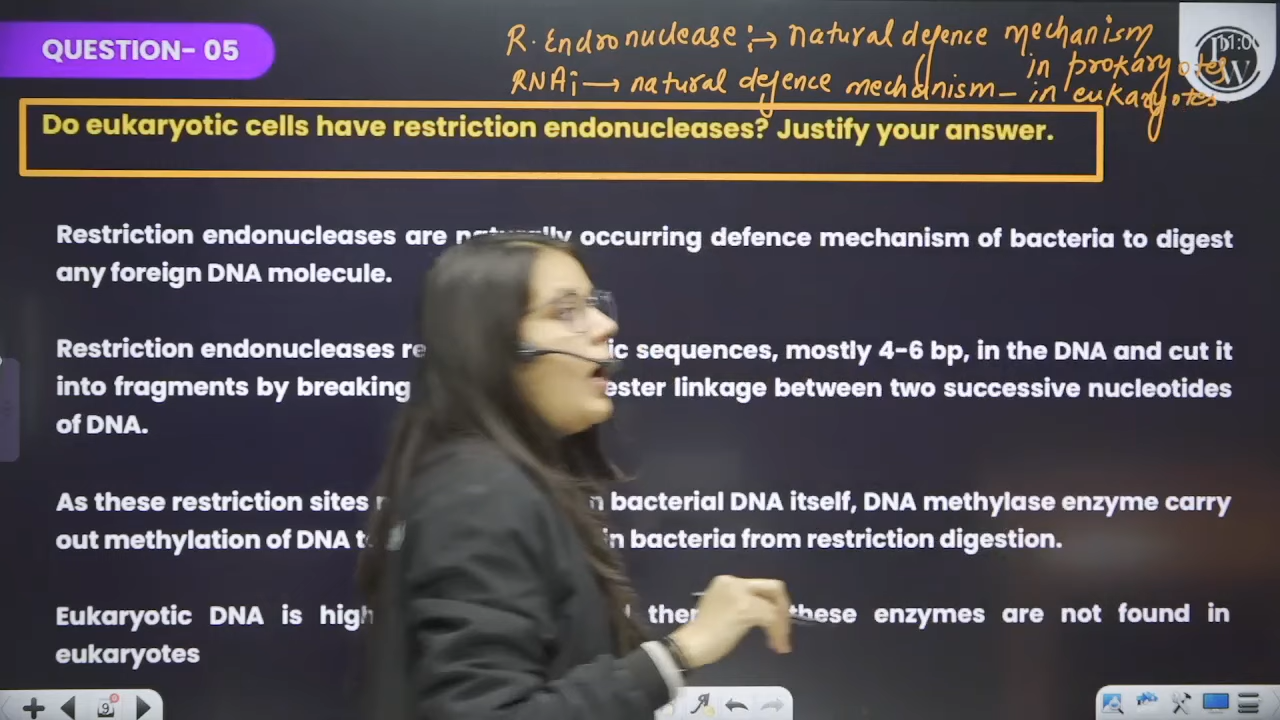 QUESTION- 05
R. Endronuclease :→ natural defence mechanism
in prokaryotes
RNAi → natural defence mechanism – in eukaryotes.
Do eukaryotic cells have restriction endonucleases? Justify your answer.
Restriction endonucleases are naturally occurring defence mechanism of bacteria to digest
any foreign DNA molecule.
Restriction endonucleases sequences, mostly 4-6 bp, in the DNA and cut it
into fragments by breaking linkage between two successive nucleotides
of DNA.
As these restriction sites bacterial DNA itself, DNA methylase enzyme carry
out methylation of DNA in bacteria from restriction digestion.
Eukaryotic DNA is these enzymes are not found in
eukaryotes
9